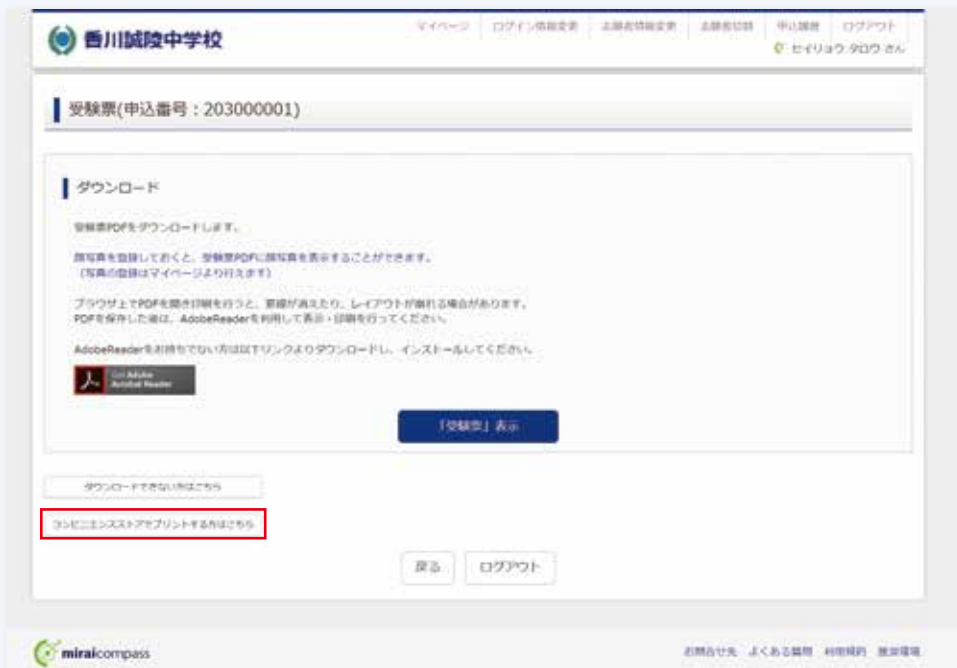 香川誠陵中学校
マイページ ログイン情報変更 志願者情報変更 志願者切替 申込履歴 ログアウト
セイリョウ タロウ さん
受験票(申込番号：203000001)
ダウンロード
受験票PDFをダウンロードします。
顔写真を登録しておくと、受験票PDFに顔写真を表示することができます。
（写真の登録はマイページより行えます）
ブラウザ上でPDFを開き印刷を行うと、罫線が消えたり、レイアウトが崩れる場合があります。
PDFを保存した後は、AdobeReaderを利用して表示・印刷を行ってください。
AdobeReaderをお持ちでない方は以下リンクよりダウンロードし、インストールしてください。
Get Adobe
Acrobat Reader
「受験票」表示
ダウンロードできない方はこちら
コンビニエンスストアでプリントする方はこちら
戻る ログアウト
miraicompass
お問合せ先 よくある質問 利用規約 推奨環境